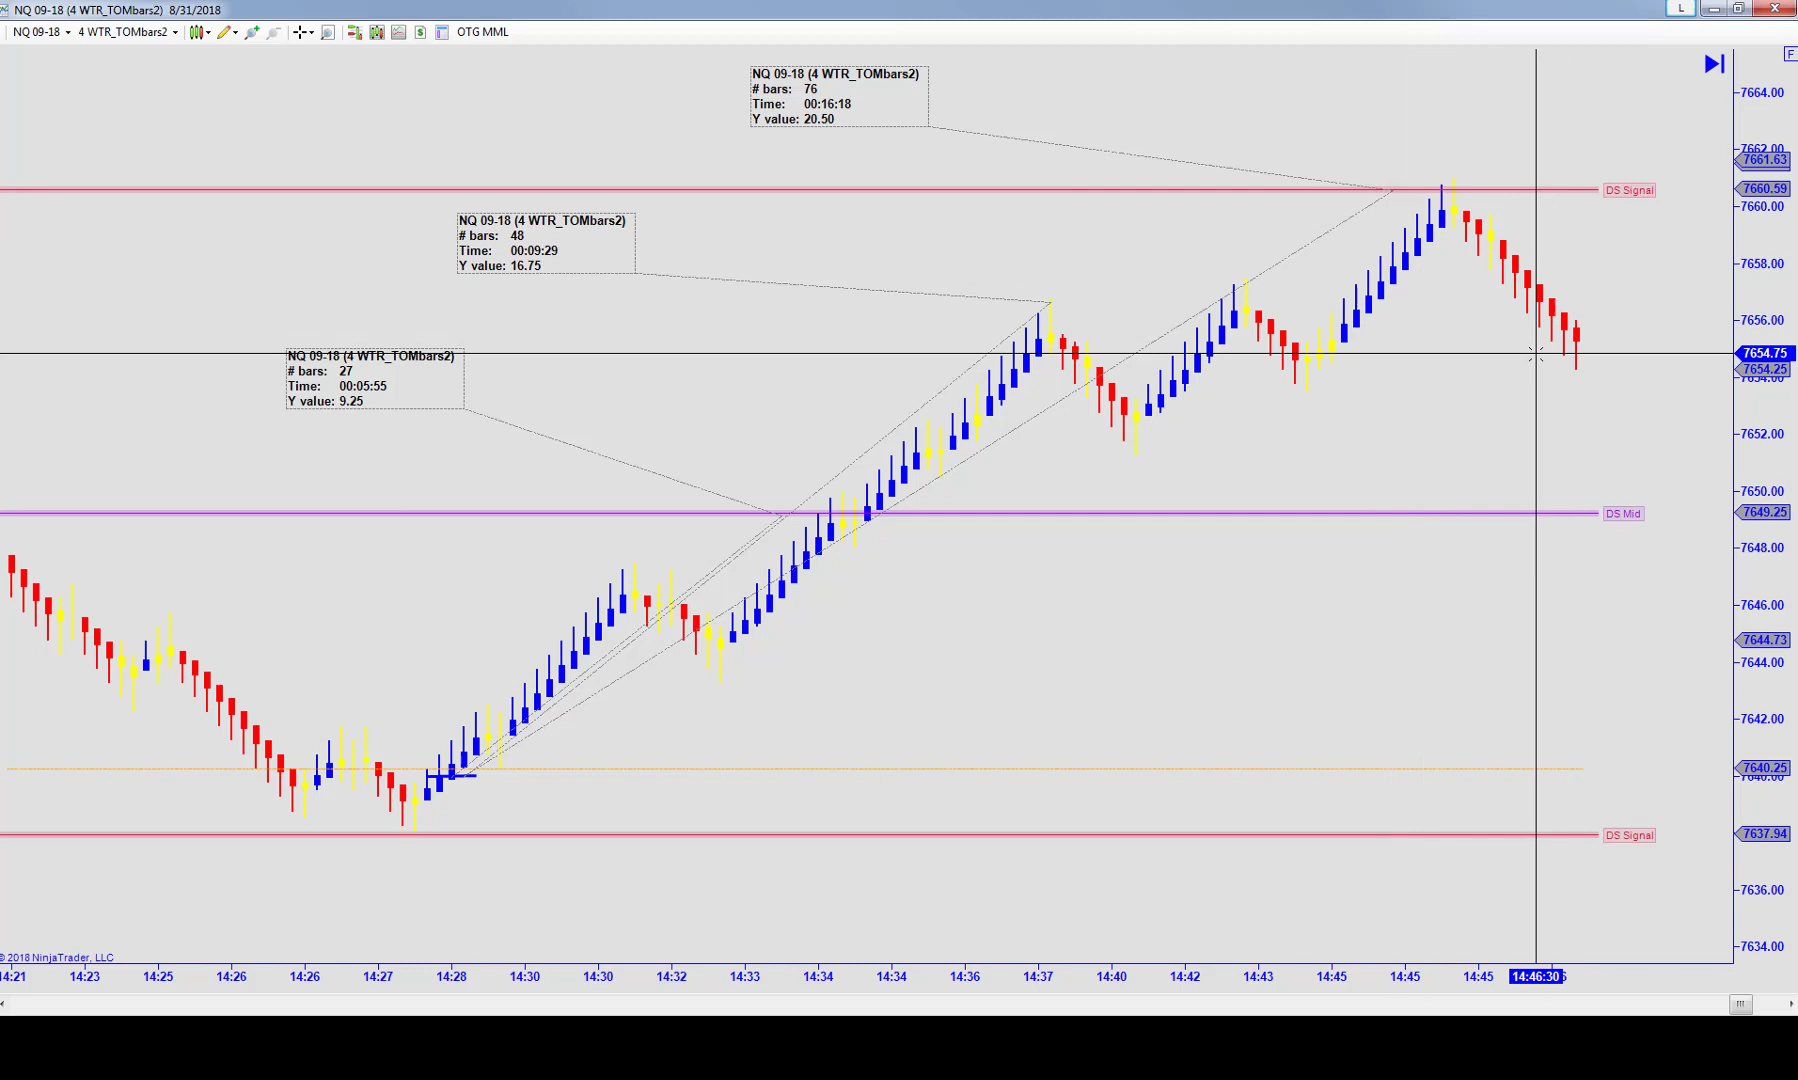 NQ 09-18 (4 WTR_TOMbars2) 8/31/2018
L
NQ 09-18 4 WTR_TOMbars2 $ OTG MML
F
NQ 09-18 (4 WTR_TOMbars2)
# bars: 76
Time: 00:16:18
Y value: 20.50
NQ 09-18 (4 WTR_TOMbars2)
# bars: 48
Time: 00:09:29
Y value: 16.75
NQ 09-18 (4 WTR_TOMbars2)
# bars: 27
Time: 00:05:55
Y value: 9.25
DS Signal
DS Mid
DS Signal
7664.00
7662.00
7661.63
7660.59
7660.00
7658.00
7656.00
7654.75
7654.25
7654.00
7652.00
7650.00
7649.25
7648.00
7646.00
7644.73
7644.00
7642.00
7640.25
7640.00
7637.94
7636.00
7634.00
© 2018 NinjaTrader, LLC
14:21 14:23 14:25 14:26 14:26 14:27 14:28 14:30 14:30 14:32 14:33 14:34 14:34 14:36 14:37 14:40 14:42 14:43 14:45 14:45 14:45 14:46:30